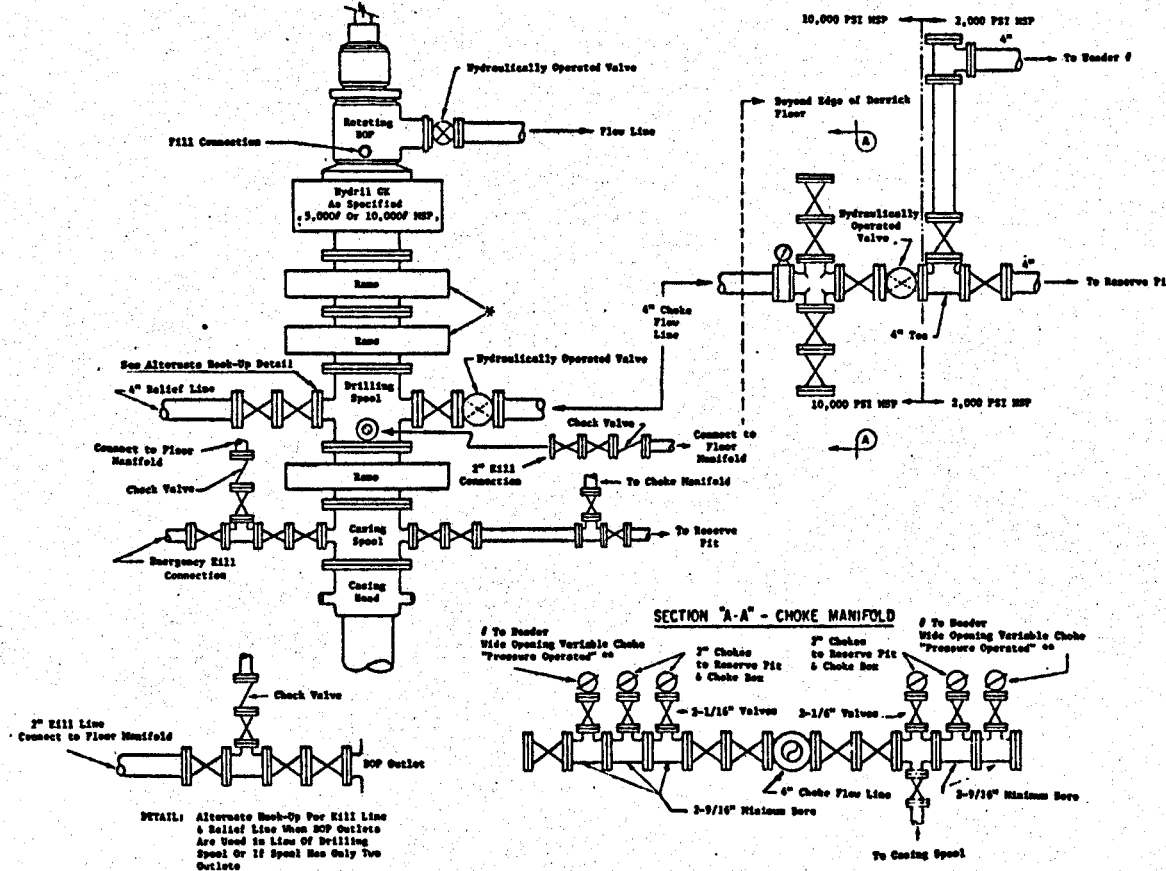 10,000 PSI WSP
2,000 PSI WSP
4"
To Header #
Hydraulically Operated Valve
Beyond Edge of Derrick
Floor
A
Rotating
BOP
Flow Line
Fill Connection
Hydril GK
As Specified
5,000# Or 10,000# WSP
Hydraulically
Operated
Valve
Rams
4"
To Reserve Pit
*
4" Choke
Flow
Line
4" Tee
Rams
See Alternate Hook-Up Detail
Hydraulically Operated Valve
4" Relief Line
Drilling
Spool
10,000 PSI WSP
2,000 PSI WSP
Check Valve
A
Connect to Floor
Manifold
Connect to
Floor
Manifold
2" Kill
Connection
Rams
To Choke Manifold
Check Valve
Casing
Spool
To Reserve
Pit
Emergency Kill
Connection
Casing
Head
SECTION "A-A" - CHOKE MANIFOLD
# To Header
Wide Opening Variable Choke
"Pressure Operated" **
2" Chokes
to Reserve Pit
& Choke Box
2" Chokes
to Reserve Pit
& Choke Box
# To Header
Wide Opening Variable Choke
"Pressure Operated" **
Check Valve
2-1/16" Valves
2-1/6" Valves
2" Kill Line
Connect to Floor Manifold
BOP Outlet
4" Choke Flow Line
2-9/16" Minimum Bore
2-9/16" Minimum Bore
DETAIL: Alternate Hook-Up For Kill Line
& Relief Line When BOP Outlets
Are Used in Lieu Of Drilling
Spool Or If Spool Has Only Two
Outlets
To Casing Spool